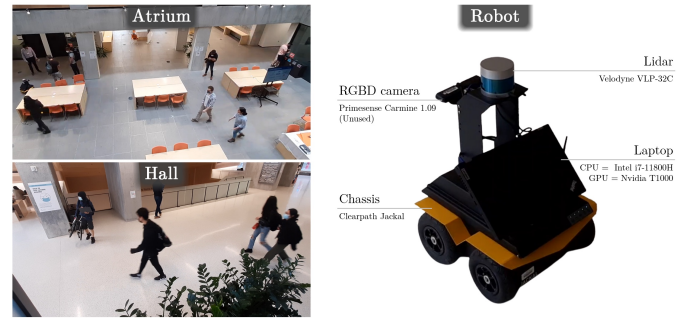 Atrium
Hall
Robot
Lidar
Velodyne VLP-32C
RGBD camera
Primesense Carmine 1.09
(Unused)
Laptop
CPU = Intel i7-11800H
GPU = Nvidia T1000
Chassis
Clearpath Jackal